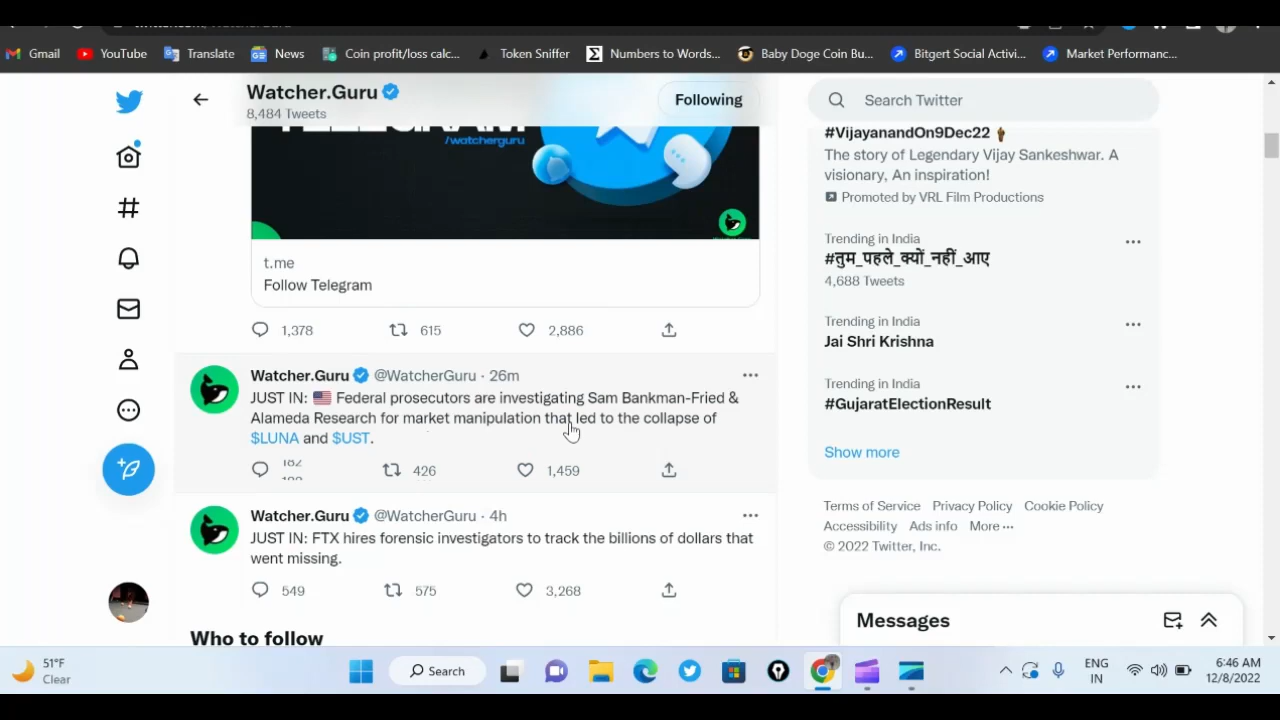 Gmail
YouTube
Translate
News
Coin profit/loss calc...
Token Sniffer
Numbers to Words...
Baby Doge Coin Bu...
Bitgert Social Activi...
Market Performanc...
Watcher.Guru
8,484 Tweets
Following
/watcherguru
t.me
Follow Telegram
1,378
615
2,886
Watcher.Guru @WatcherGuru · 26m
JUST IN: 🇺🇸 Federal prosecutors are investigating Sam Bankman-Fried &
Alameda Research for market manipulation that led to the collapse of
$LUNA and $UST.
426
1,459
Watcher.Guru @WatcherGuru · 4h
JUST IN: FTX hires forensic investigators to track the billions of dollars that
went missing.
549
575
3,268
Who to follow
Search Twitter
#VijayanandOn9Dec22
The story of Legendary Vijay Sankeshwar. A
visionary, An inspiration!
Promoted by VRL Film Productions
Trending in India
#तुम_पहले_क्यों_नहीं_आए
4,688 Tweets
Trending in India
Jai Shri Krishna
Trending in India
#GujaratElectionResult
Show more
Terms of Service Privacy Policy Cookie Policy
Accessibility Ads info More ···
© 2022 Twitter, Inc.
Messages
51°F
Clear
Search
ENG
IN
6:46 AM
12/8/2022